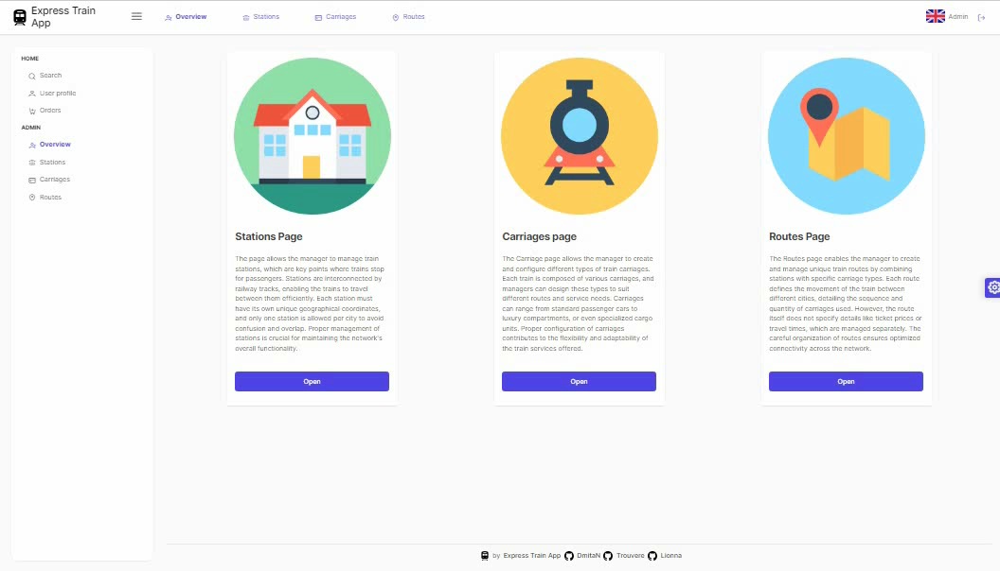 Express Train
App
Overview
Stations
Carriages
Routes
Admin
HOME
Search
User profile
Orders
ADMIN
Overview
Stations
Carriages
Routes
Stations Page
The page allows the manager to manage train
stations, which are key points where trains stop
for passengers. Stations are interconnected by
railway tracks, enabling the trains to travel
between them efficiently. Each station must
have its own unique geographical coordinates,
and only one station is allowed per city to avoid
confusion and overlap. Proper management of
stations is crucial for maintaining the network's
overall functionality.
Open
Carriages page
The Carriage page allows the manager to create
and configure different types of train carriages.
Each train is composed of various carriages, and
managers can design these types to suit
different routes and service needs. Carriages
can range from standard passenger cars to
luxury compartments, or even specialized cargo
units. Proper configuration of carriages
contributes to the flexibility and adaptability of
the train services offered.
Open
Routes Page
The Routes page enables the manager to create
and manage unique train routes by combining
stations with specific carriage types. Each route
defines the movement of the train between
different cities, detailing the sequence and
quantity of carriages used. However, the route
itself does not specify details like ticket prices or
travel times, which are managed separately. The
careful organization of routes ensures optimized
connectivity across the network.
Open
by Express Train App DmitaN Trouvere Lionna